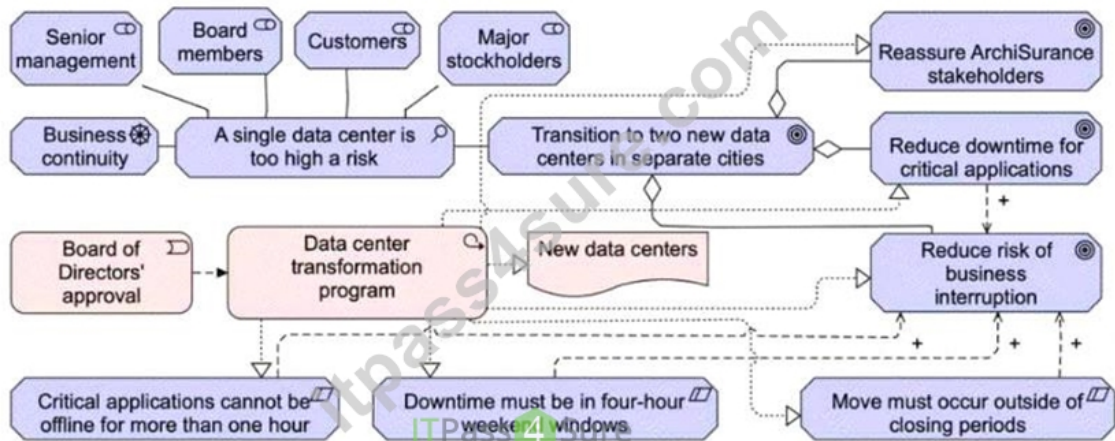 Senior
management
Board
members
Customers
Major
stockholders
Reassure ArchiSurance
stakeholders
Business
continuity
A single data center is
too high a risk
Transition to two new data
centers in separate cities
Reduce downtime for
critical applications
+
Board of
Directors'
approval
Data center
transformation
program
New data centers
Reduce risk of
business
interruption
+
+
+
Critical applications cannot be
offline for more than one hour
Downtime must be in four-hour
weekend windows
Move must occur outside of
closing periods
itpass4sure.com
ITPass4Sure